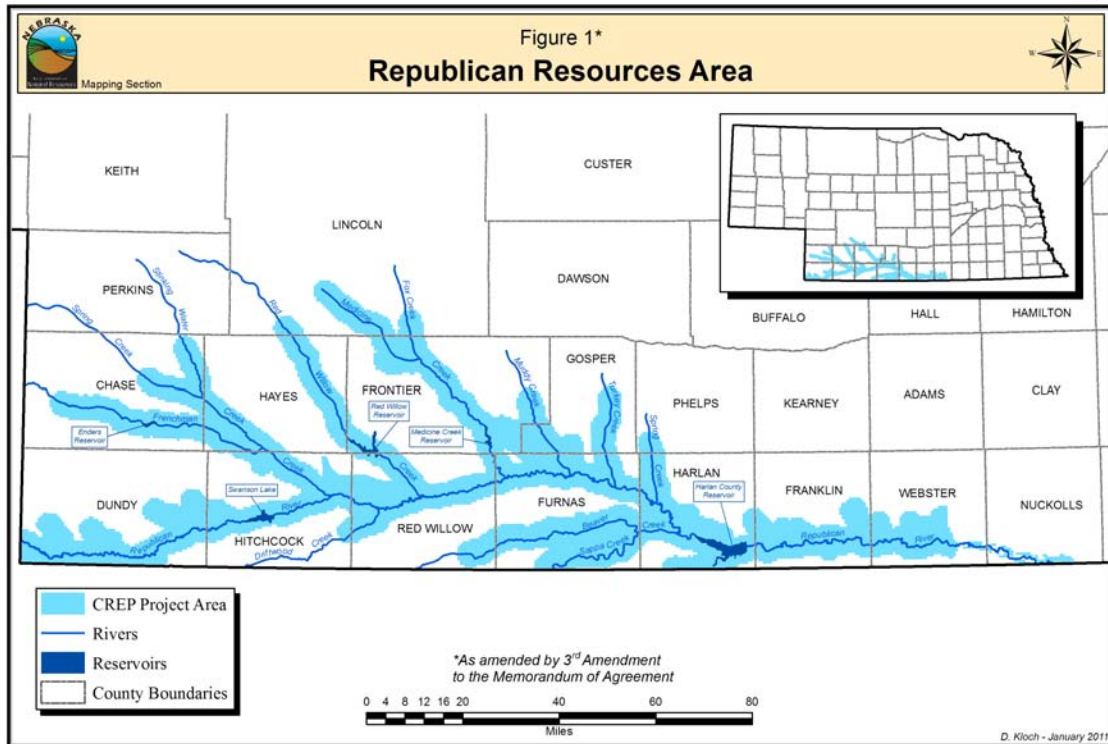 NEBRASKA
Mapping Section
Figure 1*
Republican Resources Area
N
W
E
S
KEITH
CUSTER
LINCOLN
PERKINS
DAWSON
BUFFALO
HALL
HAMILTON
CHASE
HAYES
FRONTIER
GOSPER
PHELPS
KEARNEY
ADAMS
CLAY
DUNDY
HITCHCOCK
RED WILLOW
FURNAS
HARLAN
FRANKLIN
WEBSTER
NUCKOLLS
Stinking
Water
Creek
Spring
Creek
Frenchman
Creek
Red
Willow
Creek
Medicine
Creek
Fox Creek
Muddy Creek
Turkey Creek
Spring
Creek
Republican
River
Driftwood
Creek
Beaver
Creek
Sappa Creek
Republican
River
Enders
Reservoir
Swanson Lake
Red Willow
Reservoir
Medicine Creek
Reservoir
Harlan County
Reservoir
CREP Project Area
Rivers
Reservoirs
County Boundaries
*As amended by 3rd Amendment
to the Memorandum of Agreement
0 4 8 12 16 20 40 60 80
Miles
D. Kloch - January 2011